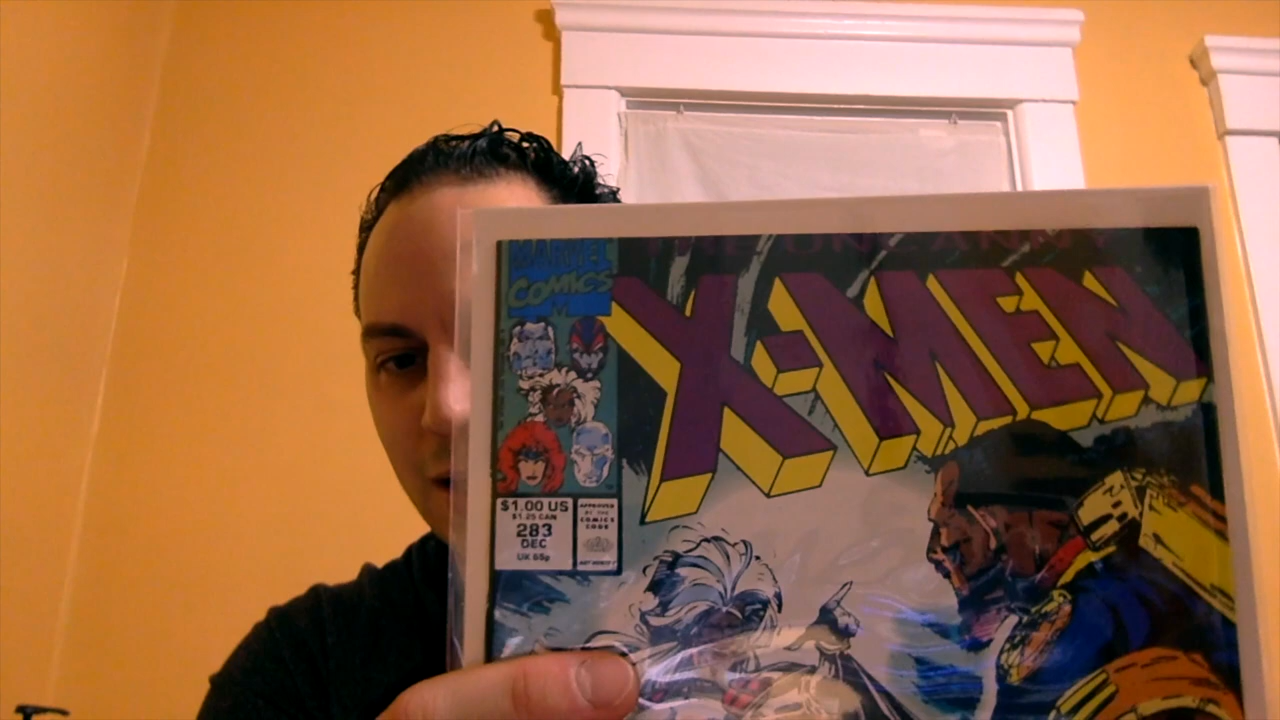 MARVEL
COMICS
THE UNCANNY
X-MEN
$1.00 US
$1.25 CAN
283
DEC
UK 65p
APPROVED
BY THE
COMICS
CODE
AUTHORITY